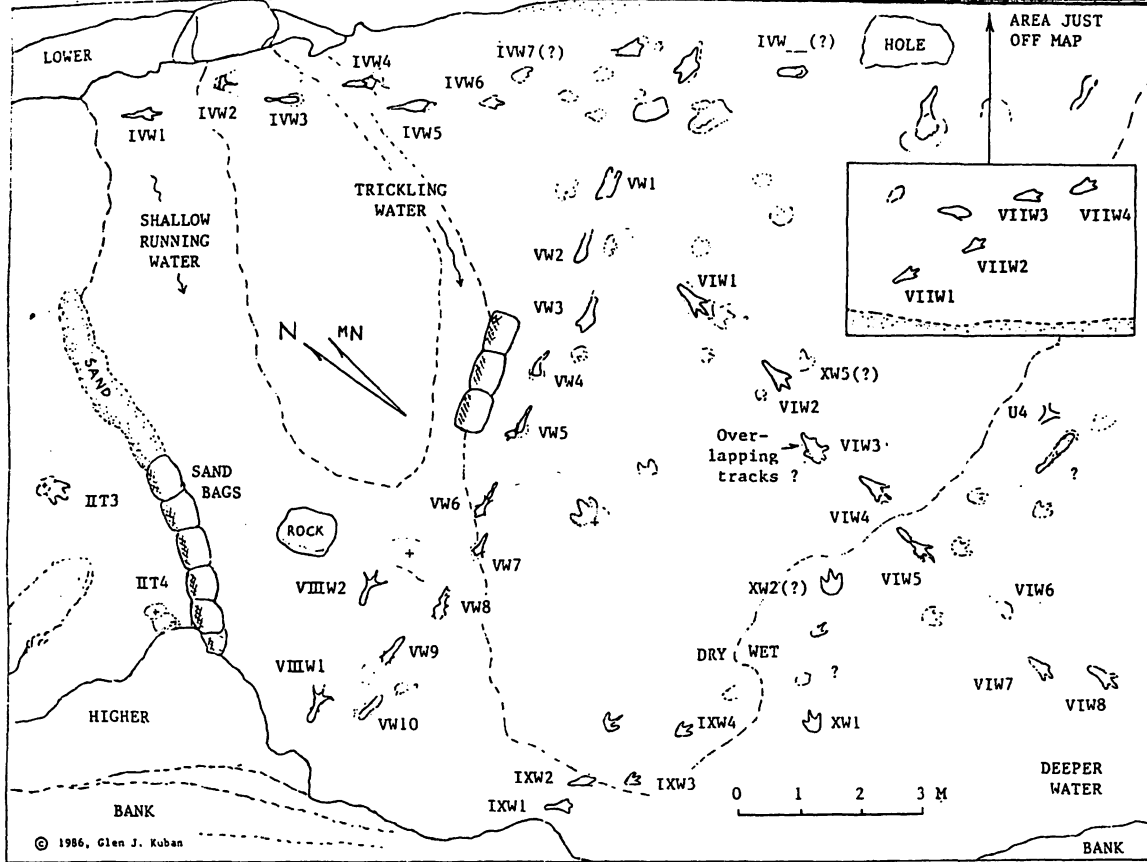 LOWER
IVW1
IVW2
IVW3
IVW4
IVW5
IVW6
IVW7(?)
IVW__(?)
HOLE
AREA JUST
OFF MAP
SHALLOW
RUNNING
WATER
TRICKLING
WATER
VW1
VW2
VW3
VW4
VW5
VIW1
VIIW3
VIIW4
VIIW2
VIIW1
N
MN
SAND
XW5(?)
VIW2
U4
Over-
lapping
tracks ?
VIW3
?
IIT3
SAND
BAGS
VW6
VIW4
ROCK
+
+
VW7
VIW5
IIT4
+
VIIIW2
VW8
XW2(?)
VIW6
VW9
DRY
WET
VIIIW1
?
VIW7
VIW8
HIGHER
VW10
IXW4
XW1
IXW2
IXW3
IXW1
0 1 2 3 M
DEEPER
WATER
BANK
BANK
© 1986, Glen J. Kuban